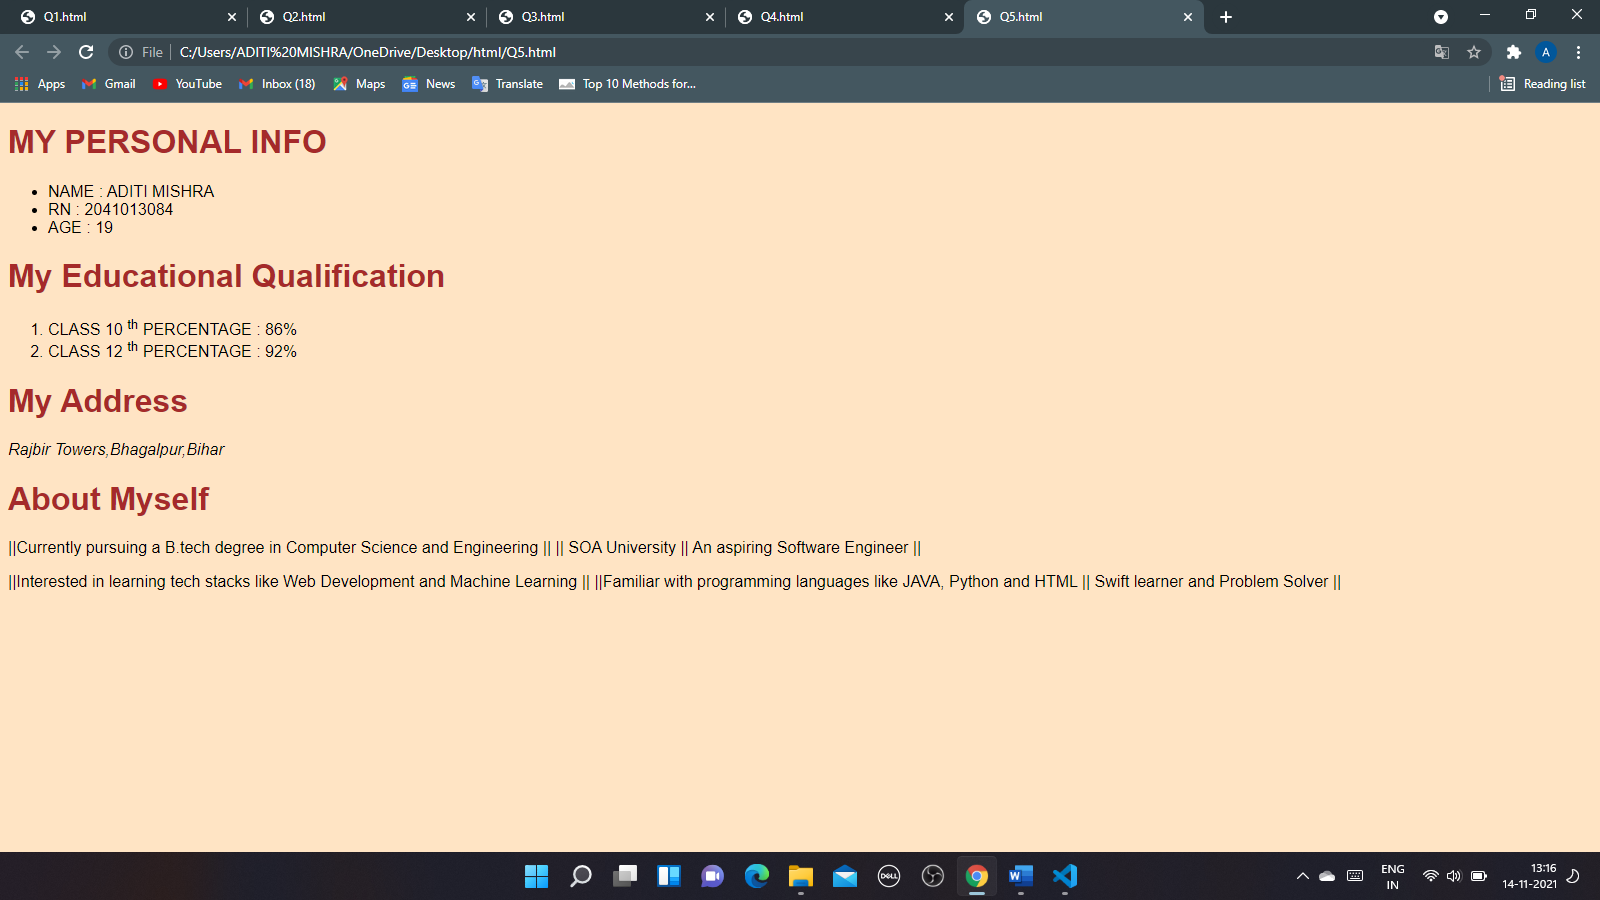 Q1.html
Q2.html
Q3.html
Q4.html
Q5.html
File
C:/Users/ADITI%20MISHRA/OneDrive/Desktop/html/Q5.html
A
Apps
Gmail
YouTube
Inbox (18)
Maps
News
Translate
Top 10 Methods for...
Reading list
MY PERSONAL INFO
• NAME : ADITI MISHRA
• RN : 2041013084
• AGE : 19
My Educational Qualification
1. CLASS 10 th PERCENTAGE : 86%
2. CLASS 12 th PERCENTAGE : 92%
My Address
Rajbir Towers,Bhagalpur,Bihar
About Myself
||Currently pursuing a B.tech degree in Computer Science and Engineering || || SOA University || An aspiring Software Engineer ||
||Interested in learning tech stacks like Web Development and Machine Learning || ||Familiar with programming languages like JAVA, Python and HTML || Swift learner and Problem Solver ||
DELL
W
ENG
IN
13:16
14-11-2021